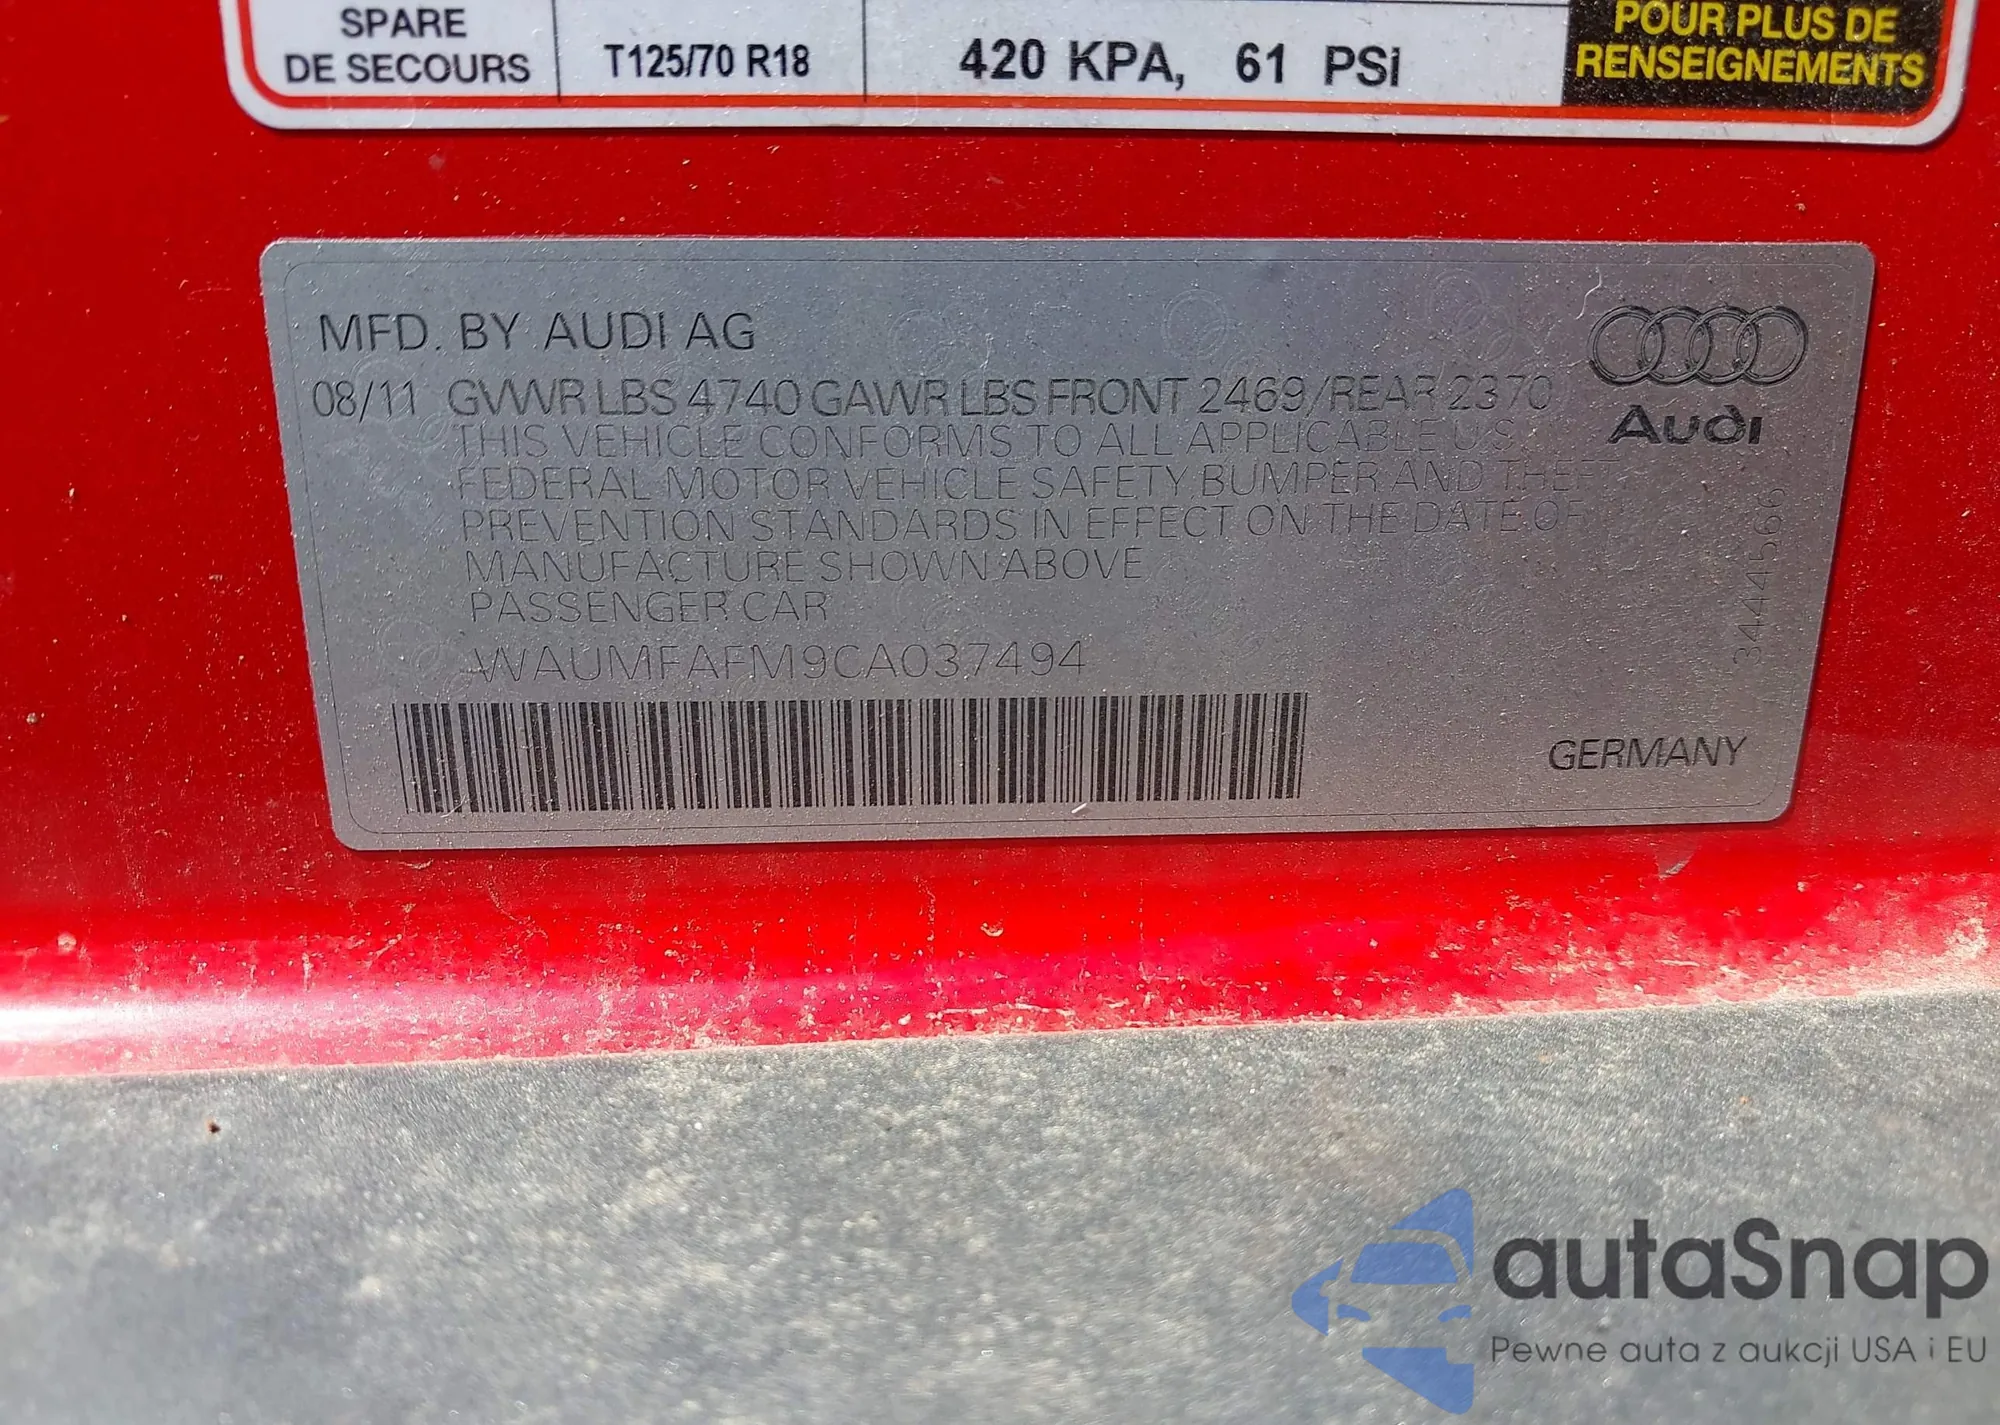 SPARE
DE SECOURS
T125/70 R18
420 KPA, 61 PSi
POUR PLUS DE
RENSEIGNEMENTS
MFD. BY AUDI AG
08/11 GVWR LBS 4740 GAWR LBS FRONT 2469/REAR 2370
THIS VEHICLE CONFORMS TO ALL APPLICABLE U.S.
FEDERAL MOTOR VEHICLE SAFETY, BUMPER AND THEFT
PREVENTION STANDARDS IN EFFECT ON THE DATE OF
MANUFACTURE SHOWN ABOVE
PASSENGER CAR
WAUMFAFM9CA037494
Audi
3444566
GERMANY
autaSnap
Pewne auta z aukcji USA i EU